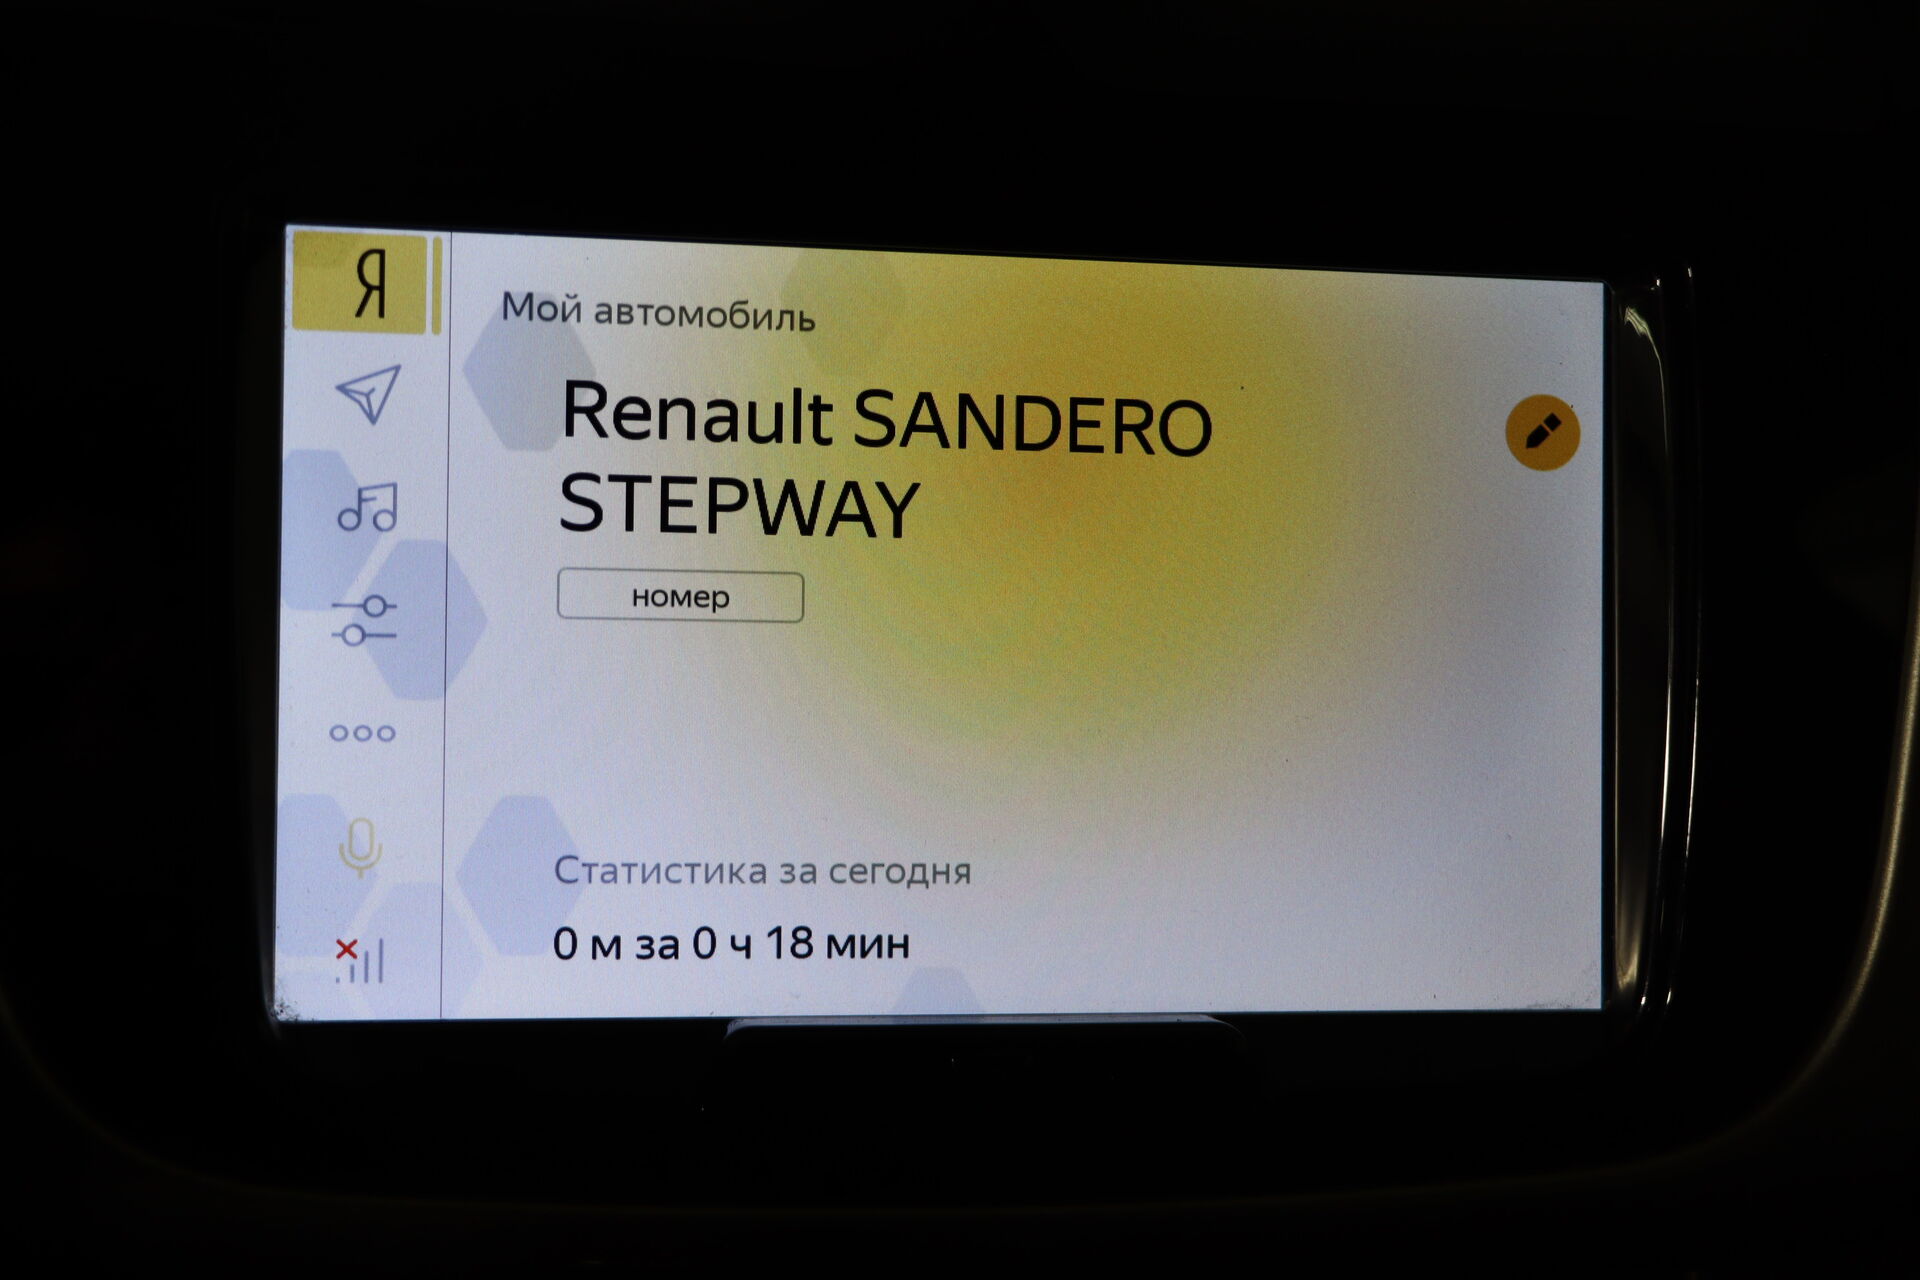 Я
Мой автомобиль
Renault SANDERO
STEPWAY
номер
Статистика за сегодня
0 м за 0 ч 18 мин